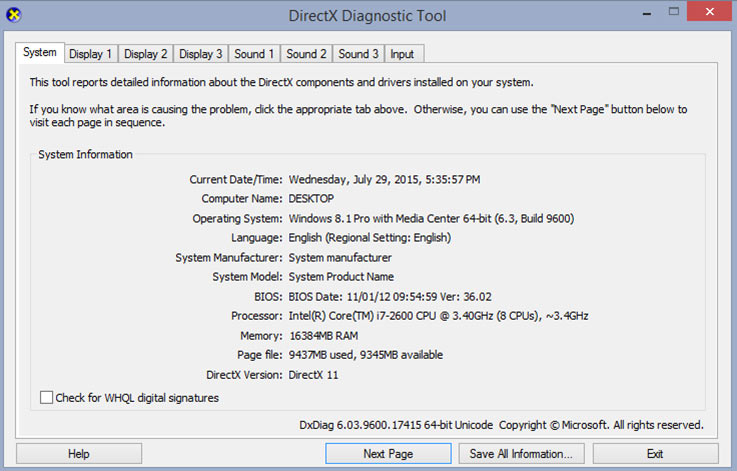 DirectX Diagnostic Tool
System Display 1 Display 2 Display 3 Sound 1 Sound 2 Sound 3 Input
This tool reports detailed information about the DirectX components and drivers installed on your system.
If you know what area is causing the problem, click the appropriate tab above. Otherwise, you can use the "Next Page" button below to
visit each page in sequence.
System Information
Current Date/Time: Wednesday, July 29, 2015, 5:35:57 PM
Computer Name: DESKTOP
Operating System: Windows 8.1 Pro with Media Center 64-bit (6.3, Build 9600)
Language: English (Regional Setting: English)
System Manufacturer: System manufacturer
System Model: System Product Name
BIOS: BIOS Date: 11/01/12 09:54:59 Ver: 36.02
Processor: Intel(R) Core(TM) i7-2600 CPU @ 3.40GHz (8 CPUs), ~3.4GHz
Memory: 16384MB RAM
Page file: 9437MB used, 9345MB available
DirectX Version: DirectX 11
Check for WHQL digital signatures
DxDiag 6.03.9600.17415 64-bit Unicode Copyright © Microsoft. All rights reserved.
Help Next Page Save All Information... Exit